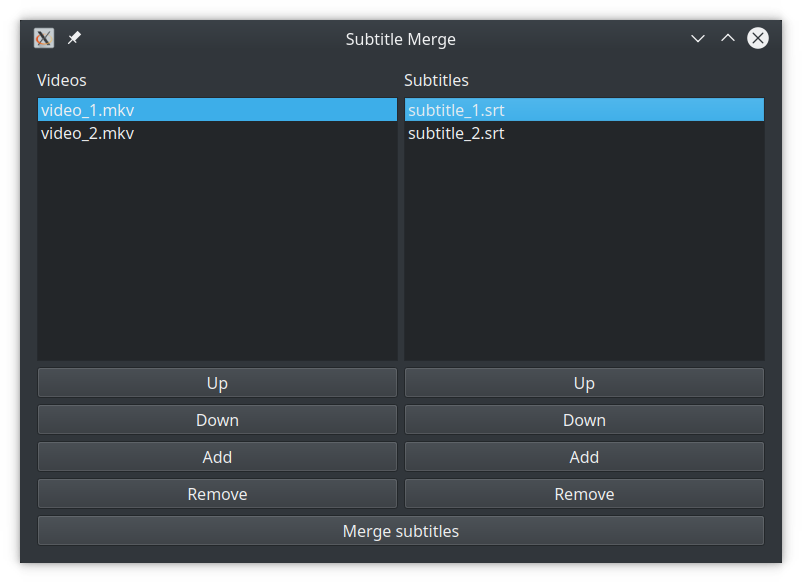 Subtitle Merge
Videos
Subtitles
video_1.mkv
subtitle_1.srt
video_2.mkv
subtitle_2.srt
Up
Up
Down
Down
Add
Add
Remove
Remove
Merge subtitles